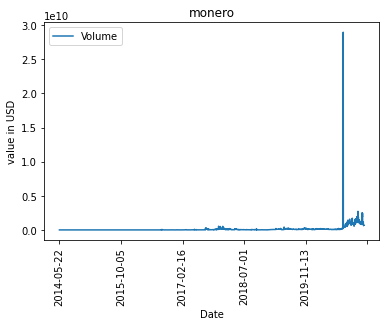 monero
1e10
Volume
3.0
2.5
2.0
1.5
1.0
0.5
0.0
value in USD
2014-05-22
2015-10-05
2017-02-16
2018-07-01
2019-11-13
Date